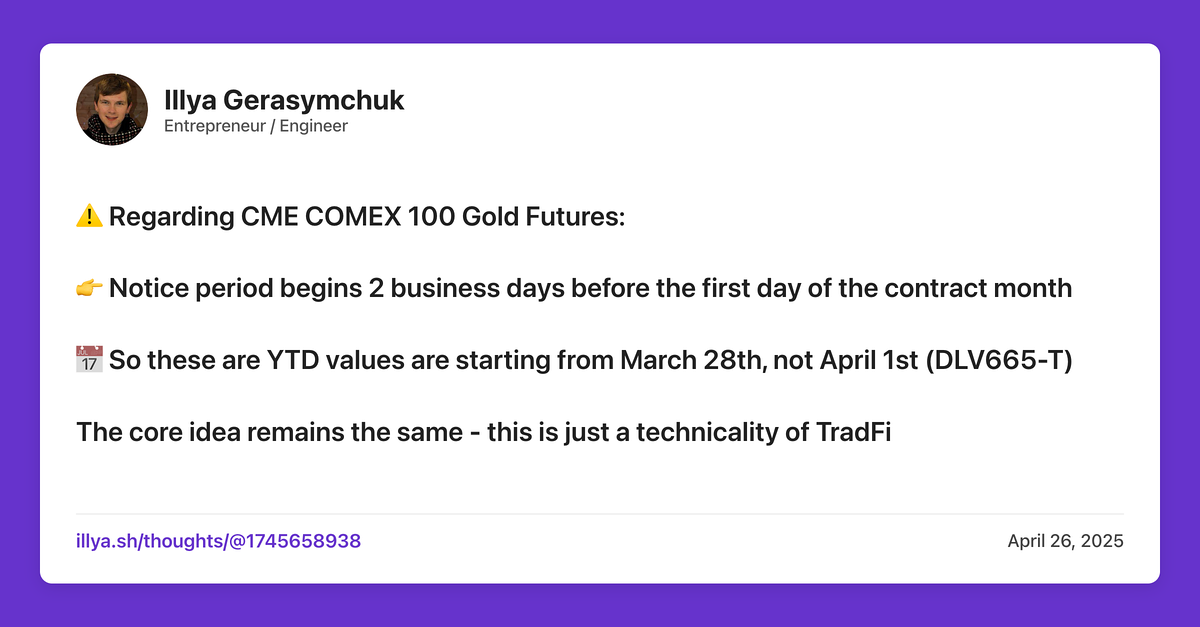 Illya Gerasymchuk
Entrepreneur / Engineer
⚠️ Regarding CME COMEX 100 Gold Futures:
👉 Notice period begins 2 business days before the first day of the contract month
📅 So these are YTD values are starting from March 28th, not April 1st (DLV665-T)
The core idea remains the same - this is just a technicality of TradFi
illya.sh/thoughts/@1745658938
April 26, 2025